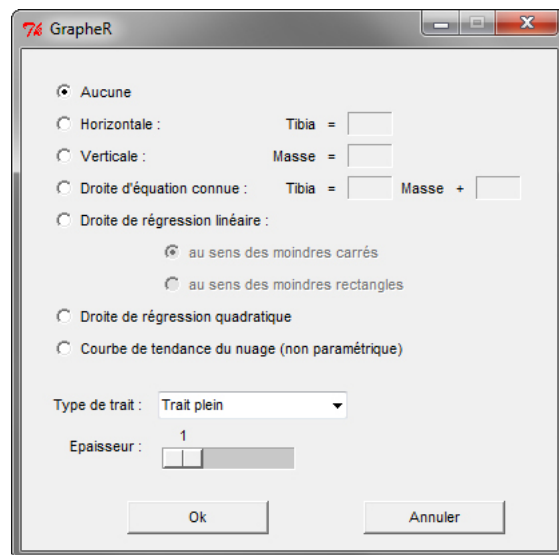 GrapheR
Aucune
Horizontale : Tibia =
Verticale : Masse =
Droite d'équation connue : Tibia = Masse +
Droite de régression linéaire :
au sens des moindres carrés
au sens des moindres rectangles
Droite de régression quadratique
Courbe de tendance du nuage (non paramétrique)
Type de trait : Trait plein
1
Epaisseur :
Ok Annuler